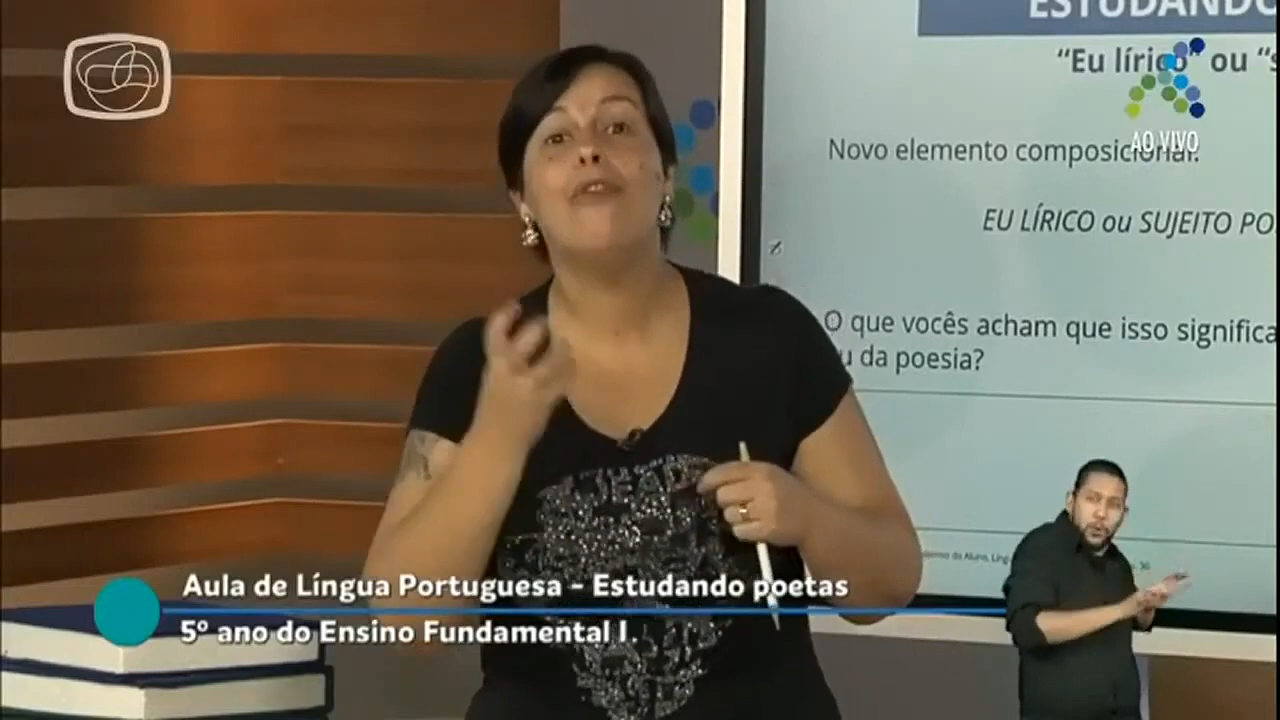 ESTUDANDO
"Eu lírico" ou "s
AO VIVO
Novo elemento composicional:
EU LÍRICO ou SUJEITO PO
O que vocês acham que isso significa
u da poesia?
Aula de Língua Portuguesa - Estudando poetas
5º ano do Ensino Fundamental I.